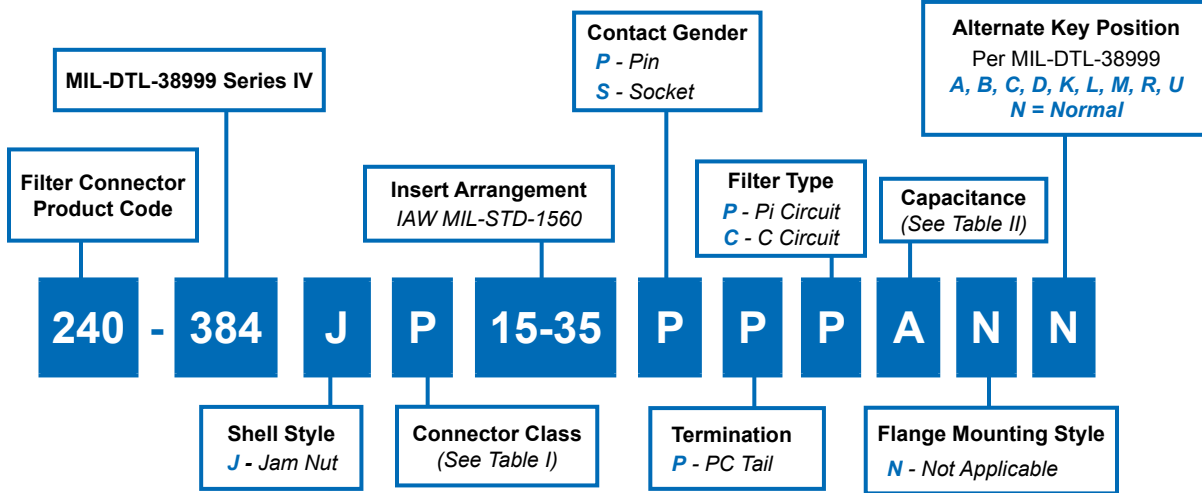 Contact Gender
P - Pin
S - Socket
Alternate Key Position
Per MIL-DTL-38999
A, B, C, D, K, L, M, R, U
N = Normal
MIL-DTL-38999 Series IV
Filter Connector
Product Code
Insert Arrangement
IAW MIL-STD-1560
Filter Type
P - Pi Circuit
C - C Circuit
Capacitance
(See Table II)
240 - 384 J P 15-35 P P P A N N
Shell Style
J - Jam Nut
Connector Class
(See Table I)
Termination
P - PC Tail
Flange Mounting Style
N - Not Applicable